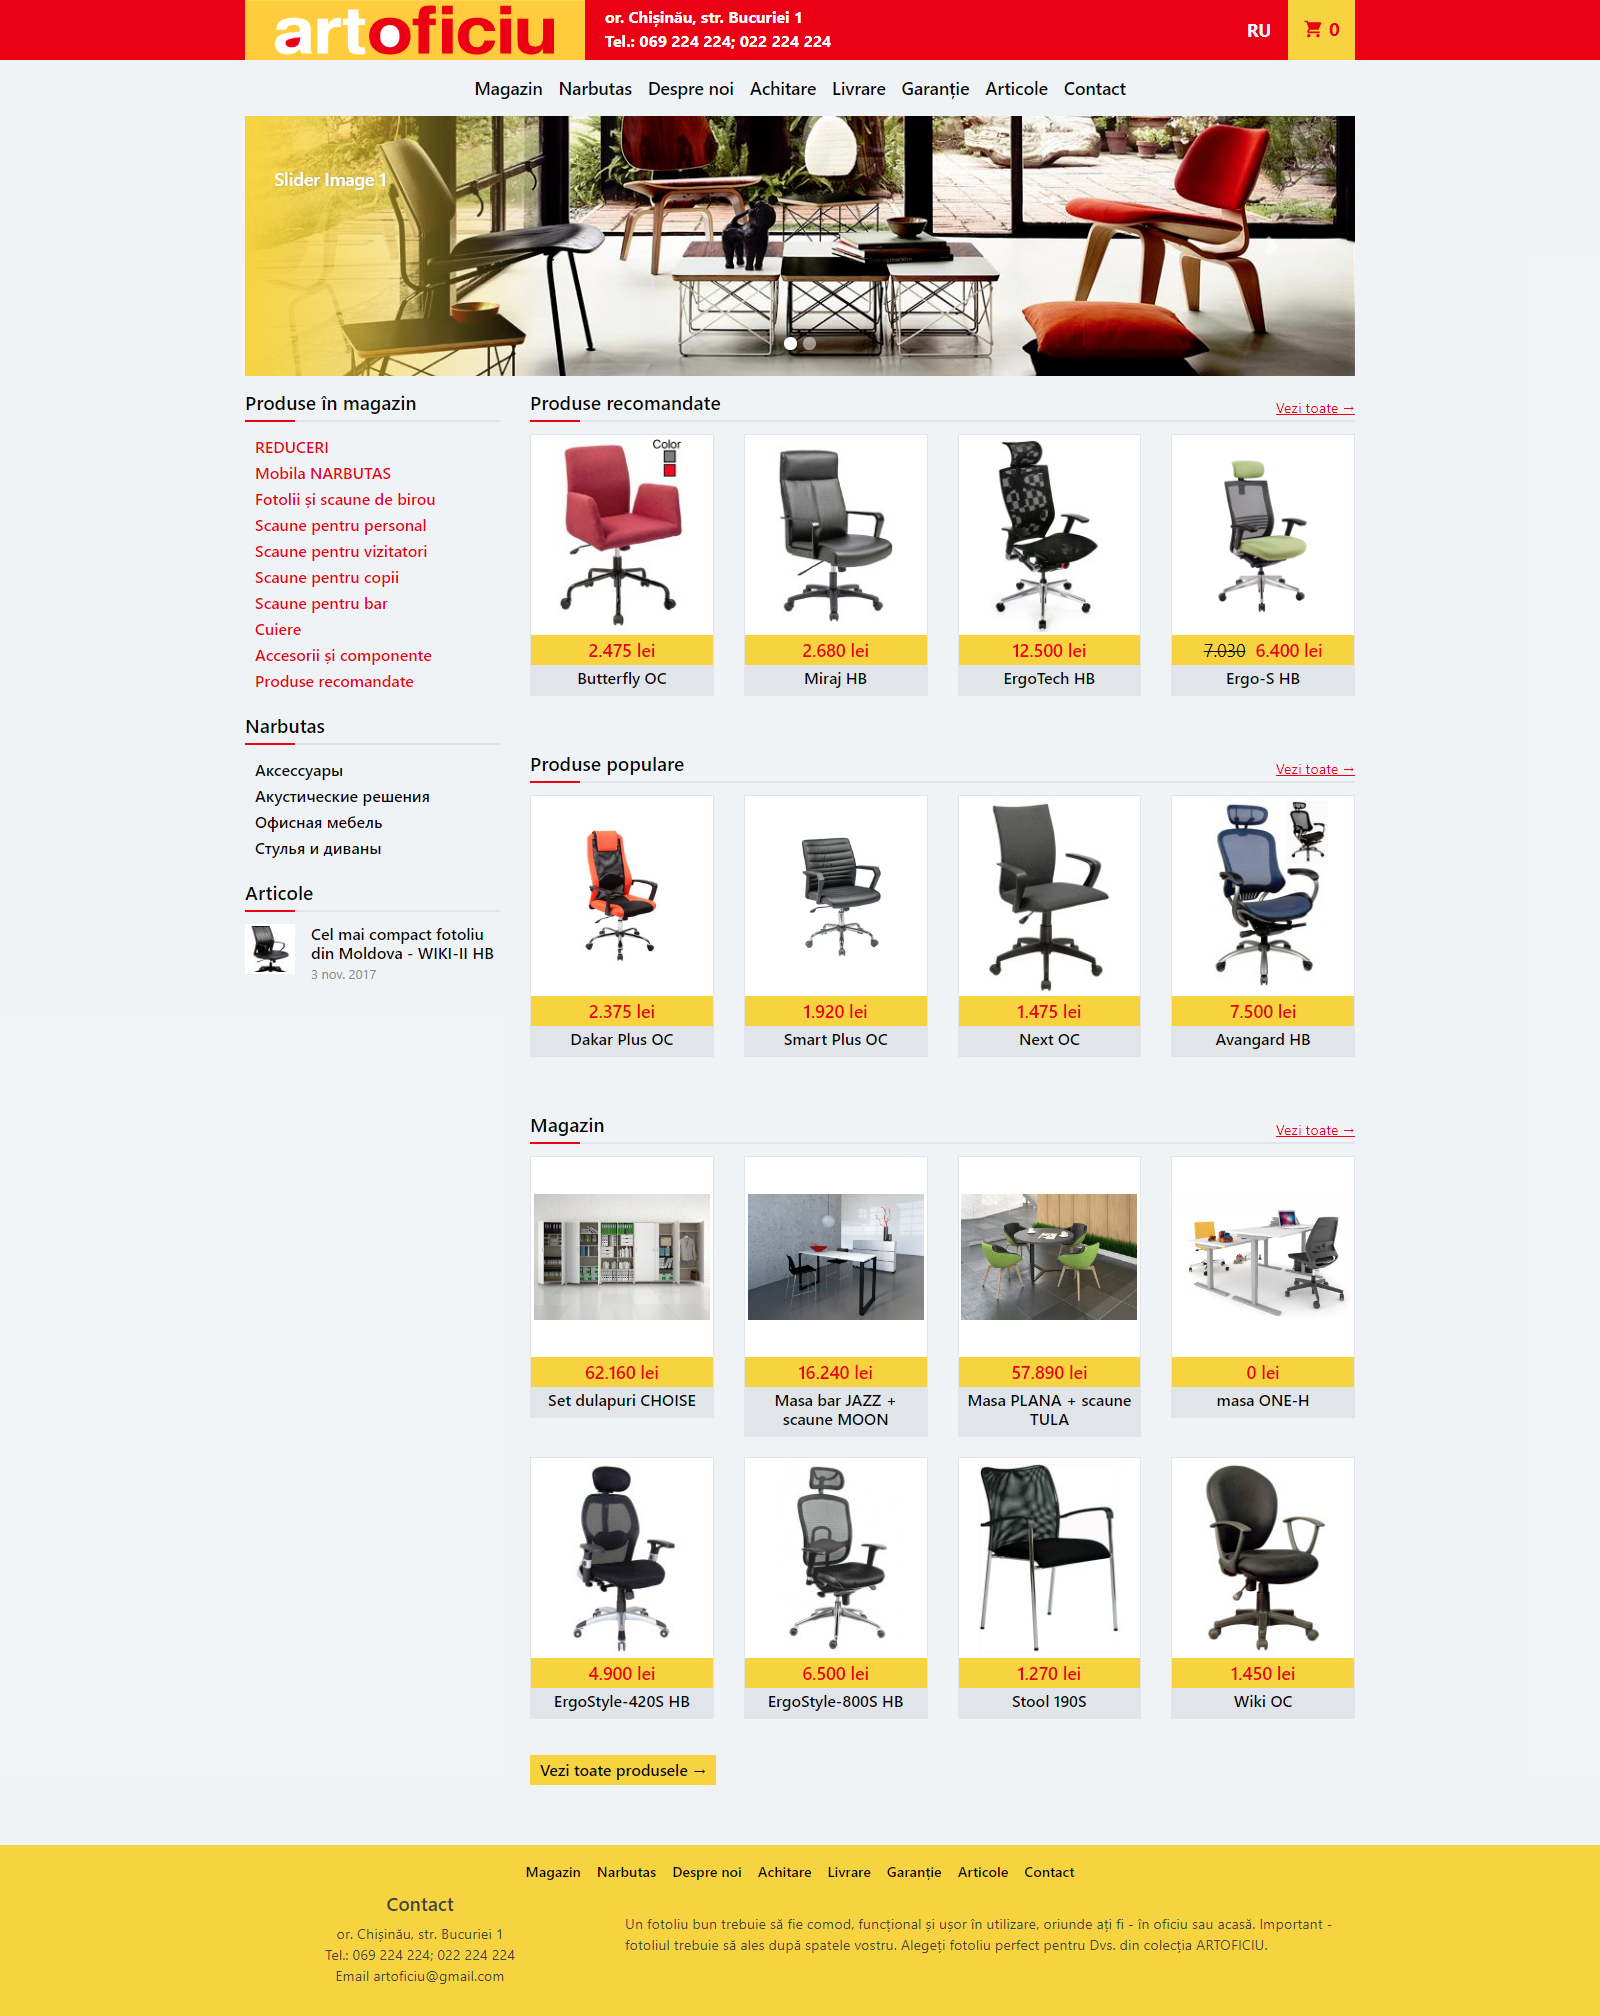 artoficiu
or. Chișinău, str. Bucuriei 1
Tel.: 069 224 224; 022 224 224
RU
0
Magazin Narbutas Despre noi Achitare Livrare Garanție Articole Contact
Slider Image 1
Produse în magazin
REDUCERI
Mobila NARBUTAS
Fotolii și scaune de birou
Scaune pentru personal
Scaune pentru vizitatori
Scaune pentru copii
Scaune pentru bar
Cuiere
Accesorii și componente
Produse recomandate
Narbutas
Аксессуары
Акустические решения
Офисная мебель
Стулья и диваны
Articole
Cel mai compact fotoliu
din Moldova - WIKI-II HB
3 nov. 2017
Produse recomandate
Vezi toate →
Color
2.475 lei
Butterfly OC
2.680 lei
Miraj HB
12.500 lei
ErgoTech HB
7.030 6.400 lei
Ergo-S HB
Produse populare
Vezi toate →
2.375 lei
Dakar Plus OC
1.920 lei
Smart Plus OC
1.475 lei
Next OC
7.500 lei
Avangard HB
Magazin
Vezi toate →
62.160 lei
Set dulapuri CHOISE
16.240 lei
Masa bar JAZZ +
scaune MOON
57.890 lei
Masa PLANA + scaune
TULA
0 lei
masa ONE-H
4.900 lei
ErgoStyle-420S HB
6.500 lei
ErgoStyle-800S HB
1.270 lei
Stool 190S
1.450 lei
Wiki OC
Vezi toate produsele →
Magazin Narbutas Despre noi Achitare Livrare Garanție Articole Contact
Contact
or. Chișinău, str. Bucuriei 1
Tel.: 069 224 224; 022 224 224
Email artoficiu@gmail.com
Un fotoliu bun trebuie să fie comod, funcțional și ușor în utilizare, oriunde ați fi - în oficiu sau acasă. Important -
fotoliul trebuie să ales după spatele vostru. Alegeți fotoliu perfect pentru Dvs. din colecția ARTOFICIU.